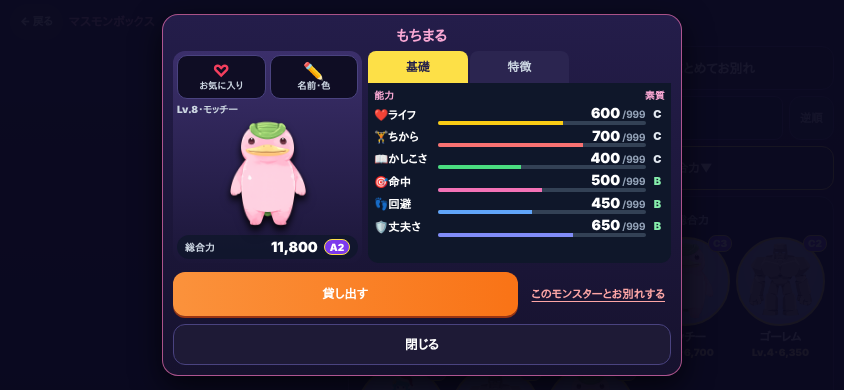 ← 戻る
マスモンボックス
もちまる
お気に入り
名前・色
基礎
特徴
Lv.8・モッチー
能力
素質
ライフ 600 /999 C
ちから 700 /999 C
かしこさ 400 /999 C
命中 500 /999 B
回避 450 /999 B
丈夫さ 650 /999 B
総合力 11,800 A2
貸し出す
このモンスターとお別れする
閉じる
とめてお別れ
C3
C2
ゴーレム
Lv.4・6,350